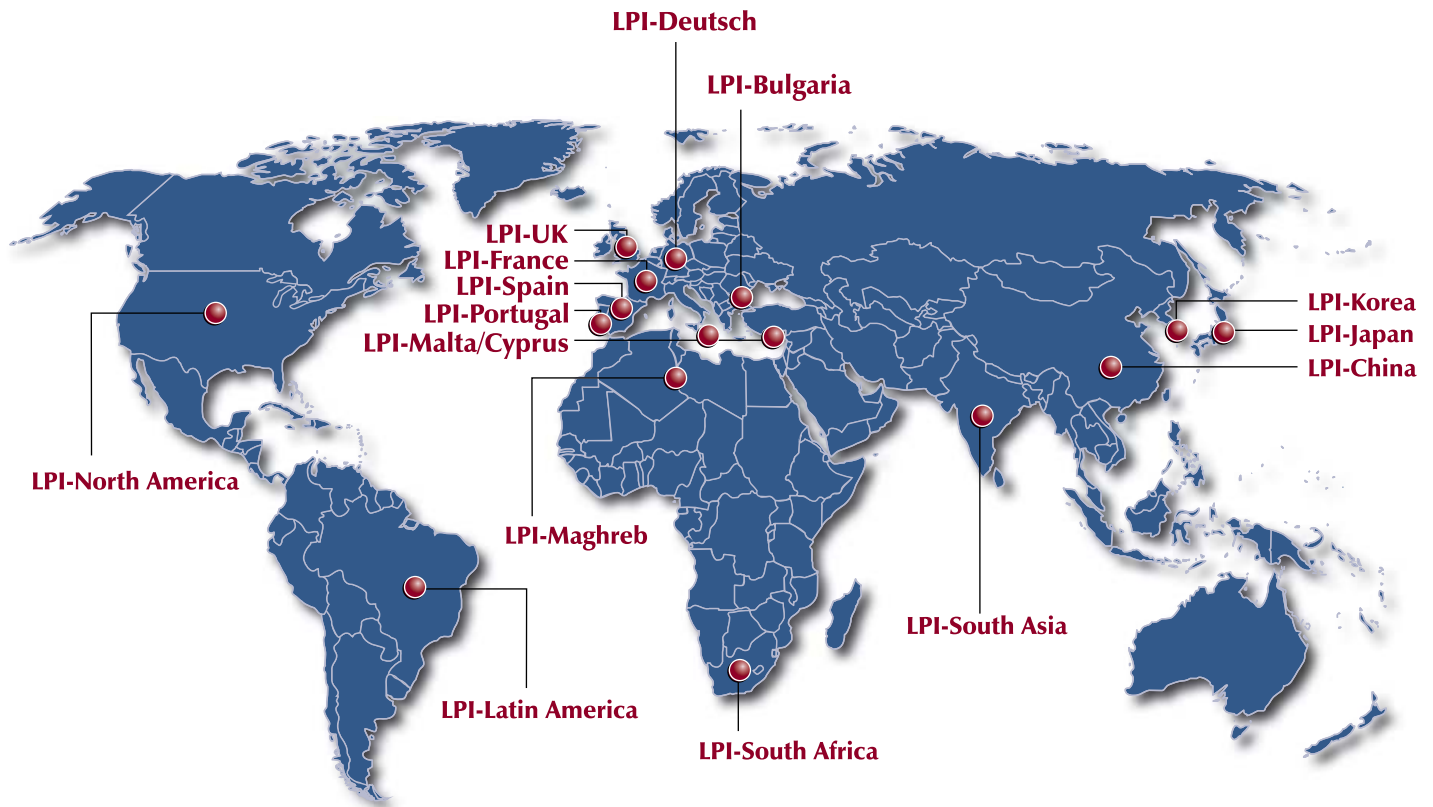 LPI-Deutsch
LPI-Bulgaria
LPI-UK
LPI-France
LPI-Spain
LPI-Portugal
LPI-Malta/Cyprus
LPI-Korea
LPI-Japan
LPI-China
LPI-North America
LPI-Maghreb
LPI-South Asia
LPI-Latin America
LPI-South Africa